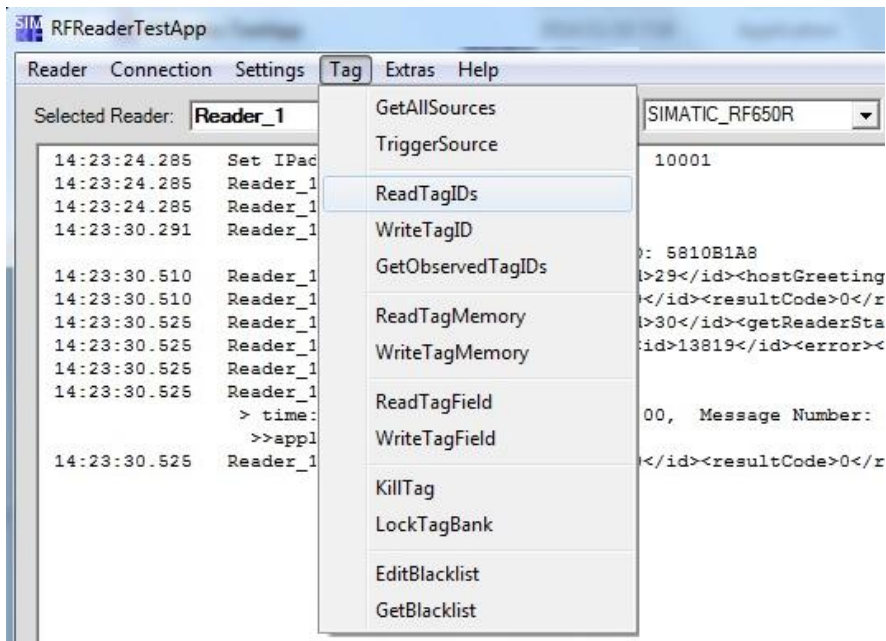 SIM RFReaderTestApp
Reader Connection Settings Tag Extras Help
Selected Reader: Reader_1 SIMATIC_RF650R
GetAllSources
TriggerSource
ReadTagIDs
WriteTagID
GetObservedTagIDs
ReadTagMemory
WriteTagMemory
ReadTagField
WriteTagField
KillTag
LockTagBank
EditBlacklist
GetBlacklist
14:23:24.285 Set IPad 10001
14:23:24.285 Reader_1
14:23:24.285 Reader_1
14:23:30.291 Reader_1
: 5810B1A8
14:23:30.510 Reader_1 >29</id><hostGreeting
14:23:30.510 Reader_1 </id><resultCode>0</r
14:23:30.525 Reader_1 >30</id><getReaderSta
14:23:30.525 Reader_1 id>13819</id><error><
14:23:30.525 Reader_1
14:23:30.525 Reader_1
> time: 00, Message Number:
>>appl
14:23:30.525 Reader_1 </id><resultCode>0</r